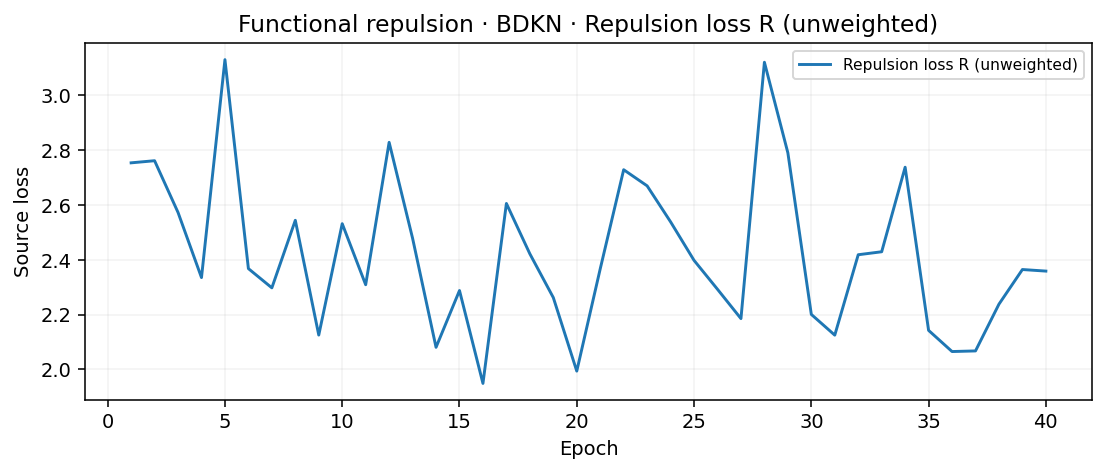 Functional repulsion · BDKN · Repulsion loss R (unweighted)
Repulsion loss R (unweighted)
Source loss
3.0
2.8
2.6
2.4
2.2
2.0
0 5 10 15 20 25 30 35 40
Epoch